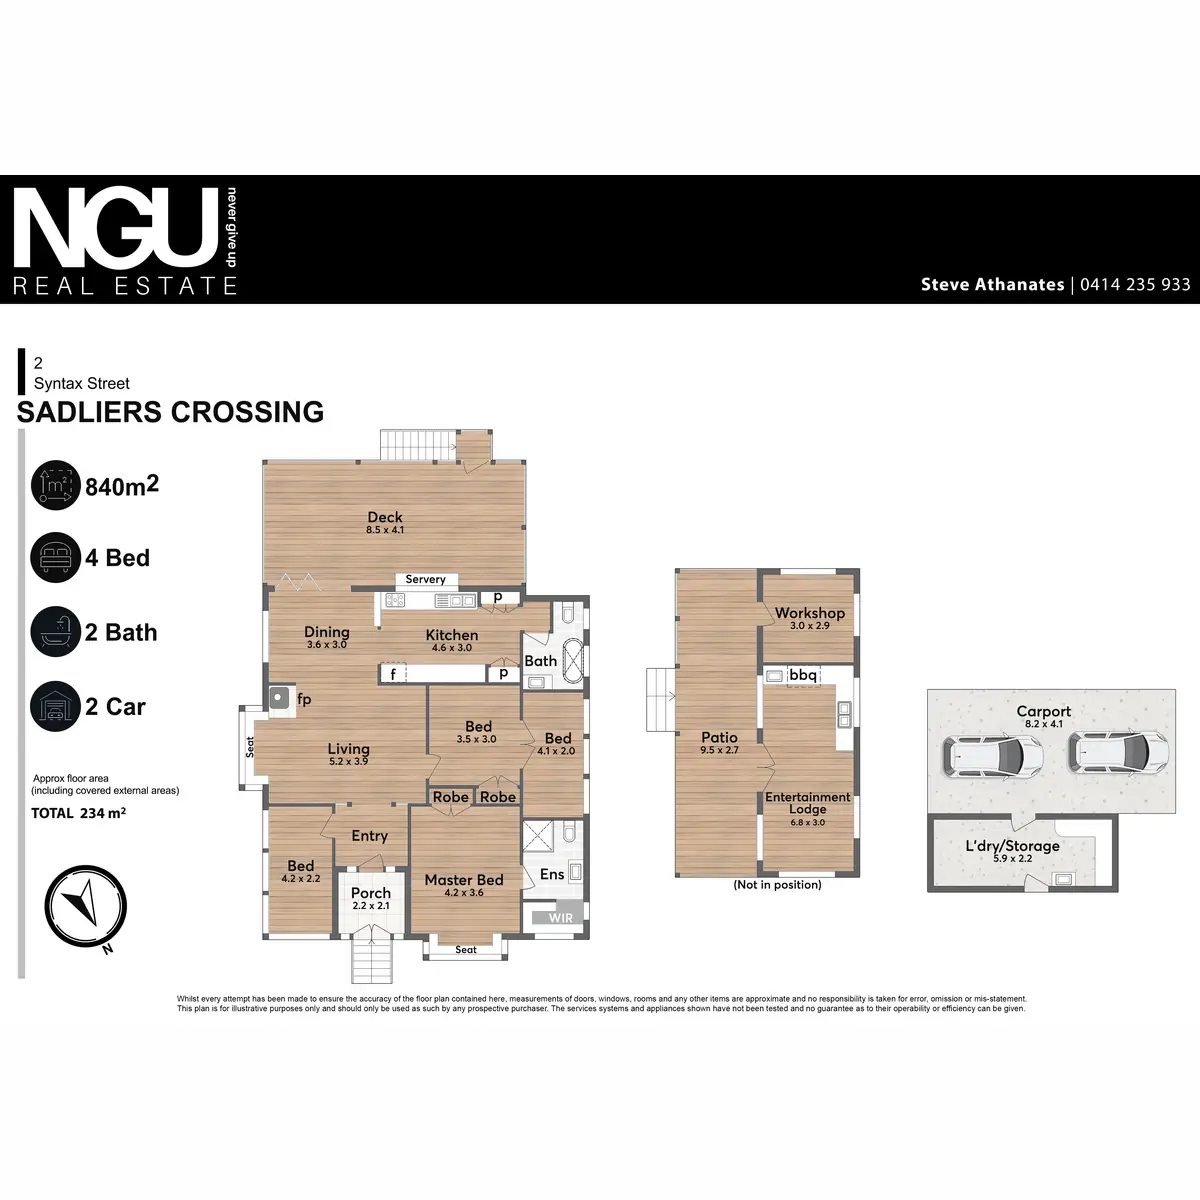 NGU
never give up
REAL ESTATE
Steve Athanates | 0414 235 933
2
Syntax Street
SADLIERS CROSSING
m²
840m2
4 Bed
2 Bath
2 Car
Approx floor area
(including covered external areas)
TOTAL 234 m²
N
Deck
8.5 x 4.1
Servery
p
Dining
3.6 x 3.0
Kitchen
4.6 x 3.0
Bath
f
p
fp
Seat
Living
5.2 x 3.9
Bed
3.5 x 3.0
Bed
4.1 x 2.0
Robe
Robe
Entry
Bed
4.2 x 2.2
Porch
2.2 x 2.1
Master Bed
4.2 x 3.6
Ens
WIR
Seat
Workshop
3.0 x 2.9
bbq
Patio
9.5 x 2.7
Entertainment
Lodge
6.8 x 3.0
(Not in position)
Carport
8.2 x 4.1
L'dry/Storage
5.9 x 2.2
Whilst every attempt has been made to ensure the accuracy of the floor plan contained here, measurements of doors, windows, rooms and any other items are approximate and no responsibility is taken for error, omission or mis-statement.
This plan is for illustrative purposes only and should only be used as such by any prospective purchaser. The services systems and appliances shown have not been tested and no guarantee as to their operability or efficiency can be given.